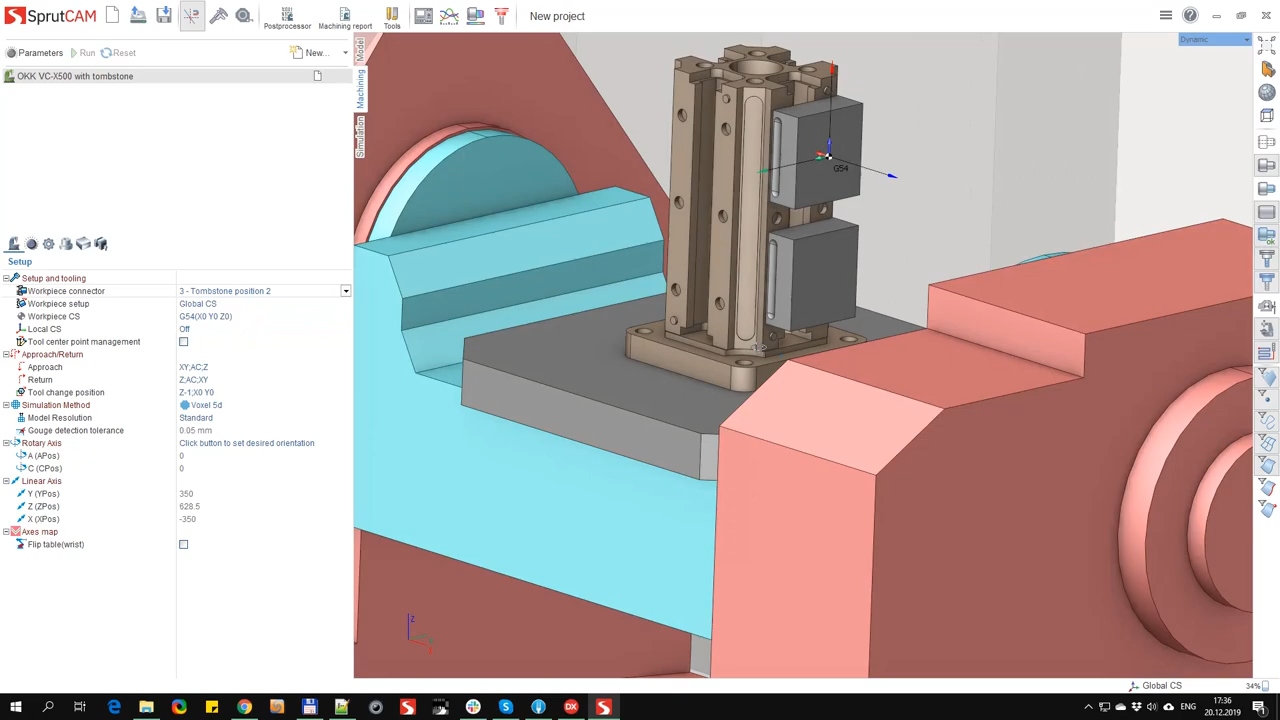 SprutCAM
Postprocessor
Machining report
Tools
New project
Parameters
Run
Reset
New...
OKK VC-X500 with tombstone
Model
Machining
Simulation
Dynamic
Setup
Setup and tooling
Workpiece connector 3 - Tombstone position 2
Workpiece setup Global CS
Workpiece CS G54(X0 Y0 Z0)
Local CS Off
Tool center point management
Approach/Return
Approach XY;AC;Z
Return Z;AC;XY
Tool change position Z-1;X0 Y0
Simulation Method Voxel 5d
Model Resolution Standard
Gouge detection tolerance 0.05 mm
Rotary Axis Click button to set desired orientation
A (APos) 0
C (CPos) 0
Linear Axis
Y (YPos) 350
Z (ZPos) 628.5
X (XPos) -350
Axes map
Flip table(wrist)
G54
Z
Global CS
34%
ENG
17:36
20.12.2019